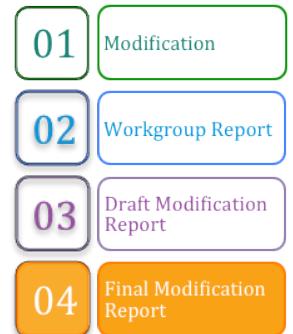 01
Modification
02
Workgroup Report
03
Draft Modification
Report
04
Final Modification
Report